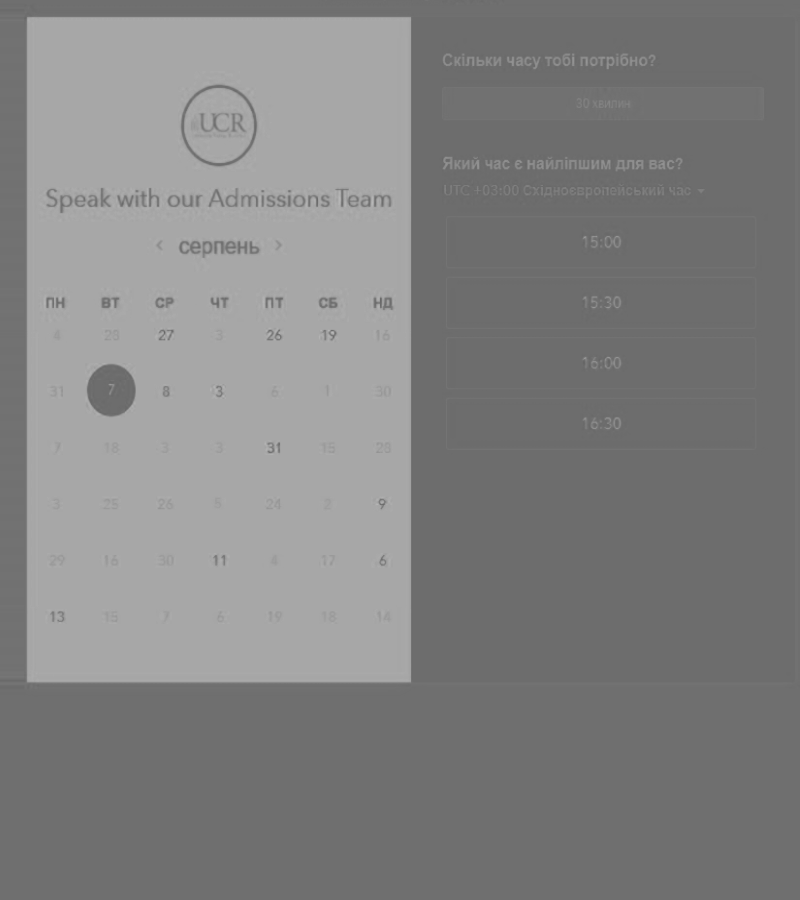 UCR
Speak with our Admissions Team
< серпень >
ПН ВТ СР ЧТ ПТ СБ НД
4 28 27 3 26 19 16
31 7 8 3 6 1 30
7 18 3 3 31 15 28
3 25 26 8 24 2 9
29 16 30 11 4 17 6
13 15 7 6 19 18 14
Скільки часу тобі потрібно?
30 хвилин
Який час є найліпшим для вас?
UTC +03:00 Східноєвропейський час
15:00
15:30
16:00
16:30